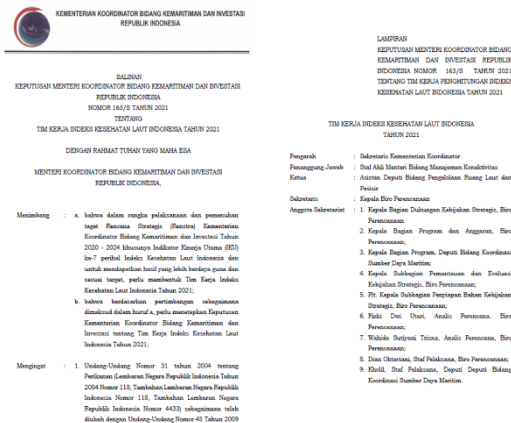 KEMENTERIAN KOORDINATOR BIDANG KEMARITIMAN DAN INVESTASI
REPUBLIK INDONESIA
SALINAN
KEPUTUSAN MENTERI KOORDINATOR BIDANG KEMARITIMAN DAN INVESTASI
REPUBLIK INDONESIA
NOMOR 163/S TAHUN 2021
TENTANG
TIM KERJA INDEKS KESEHATAN LAUT INDONESIA TAHUN 2021
DENGAN RAHMAT TUHAN YANG MAHA ESA
MENTERI KOORDINATOR BIDANG KEMARITIMAN DAN INVESTASI
REPUBLIK INDONESIA,
Menimbang : a. bahwa dalam rangka pelaksanaan dan pemenuhan
taget Rencana Strategis (Renstra) Kementerian
Koordinator Bidang Kemaritiman dan Investasi Tahun
2020 - 2024 khususnya Indikator Kinerja Utama (IKU)
ke-7 perihal Indeks Kesehatan Laut Indonesia dan
untuk mendapatkan hasil yang lebih berdaya guna dan
sesuai target, perlu membentuk Tim Kerja Indeks
Kesehatan Laut Indonesia Tahun 2021;
b. bahwa berdasarkan pertimbangan sebagaimana
dimaksud dalam huruf a, perlu menetapkan Keputusan
Kementerian Koordinator Bidang Kemaritiman dan
Investasi tentang Tim Kerja Indeks Kesehatan Laut
Indonesia Tahun 2021;
Mengingat : 1. Undang-Undang Nomor 31 tahun 2004 tentang
Perikanan (Lembaran Negara Republik Indonesia Tahun
2004 Nomor 118, Tambahan Lembaran Negara Republik
Indonesia Nomor 118, Tambahan Lembaran Negara
Republik Indonesia Nomor 4433) sebagaimana telah
diubah dengan Undang-Undang Nomor 45 Tahun 2009
LAMPIRAN
KEPUTUSAN MENTERI KOORDINATOR BIDANG
KEMARITIMAN DAN INVESTASI REPUBLIK
INDONESIA NOMOR 163/S TAHUN 2021
TENTANG TIM KERJA PENGHITUNGAN INDEKS
KESEHATAN LAUT INDONESIA TAHUN 2021
TIM KERJA INDEKS KESEHATAN LAUT INDONESIA
TAHUN 2021
Pengarah : Sekretaris Kementerian Koordinator
Penanggung Jawab : Staf Ahli Menteri Bidang Manajemen Konektivitas
Ketua : Asisten Deputi Bidang Pengelolaan Ruang Laut dan
Pesisir
Sekretaris : Kepala Biro Perencanaan
Anggota Sekretariat : 1. Kepala Bagian Dukungan Kebijakan Strategis, Biro
Perencanaan
2. Kepala Bagian Program dan Anggaran, Biro
Perencanaan;
3. Kepala Bagian Program, Deputi Bidang Koordinasi
Sumber Daya Maritim;
4. Kepala Subbagian Pemantauan dan Evaluasi
Kebijakan Strategis, Biro Perencanaan;
5. Plt. Kepala Subbagian Penyiapan Bahan Kebijakan
Strategis, Biro Perencanaan;
6. Rizki Dwi Utari, Analis Perencana, Biro
Perencanaan;
7. Wahida Sutiyani Trisna, Analis Perencana, Biro
Perencanaan;
8. Dian Oktaviani, Staf Pelaksana, Biro Perencanaan;
9. Kholil, Staf Pelaksana, Deputi Deputi Bidang
Koordinasi Sumber Daya Maritim.